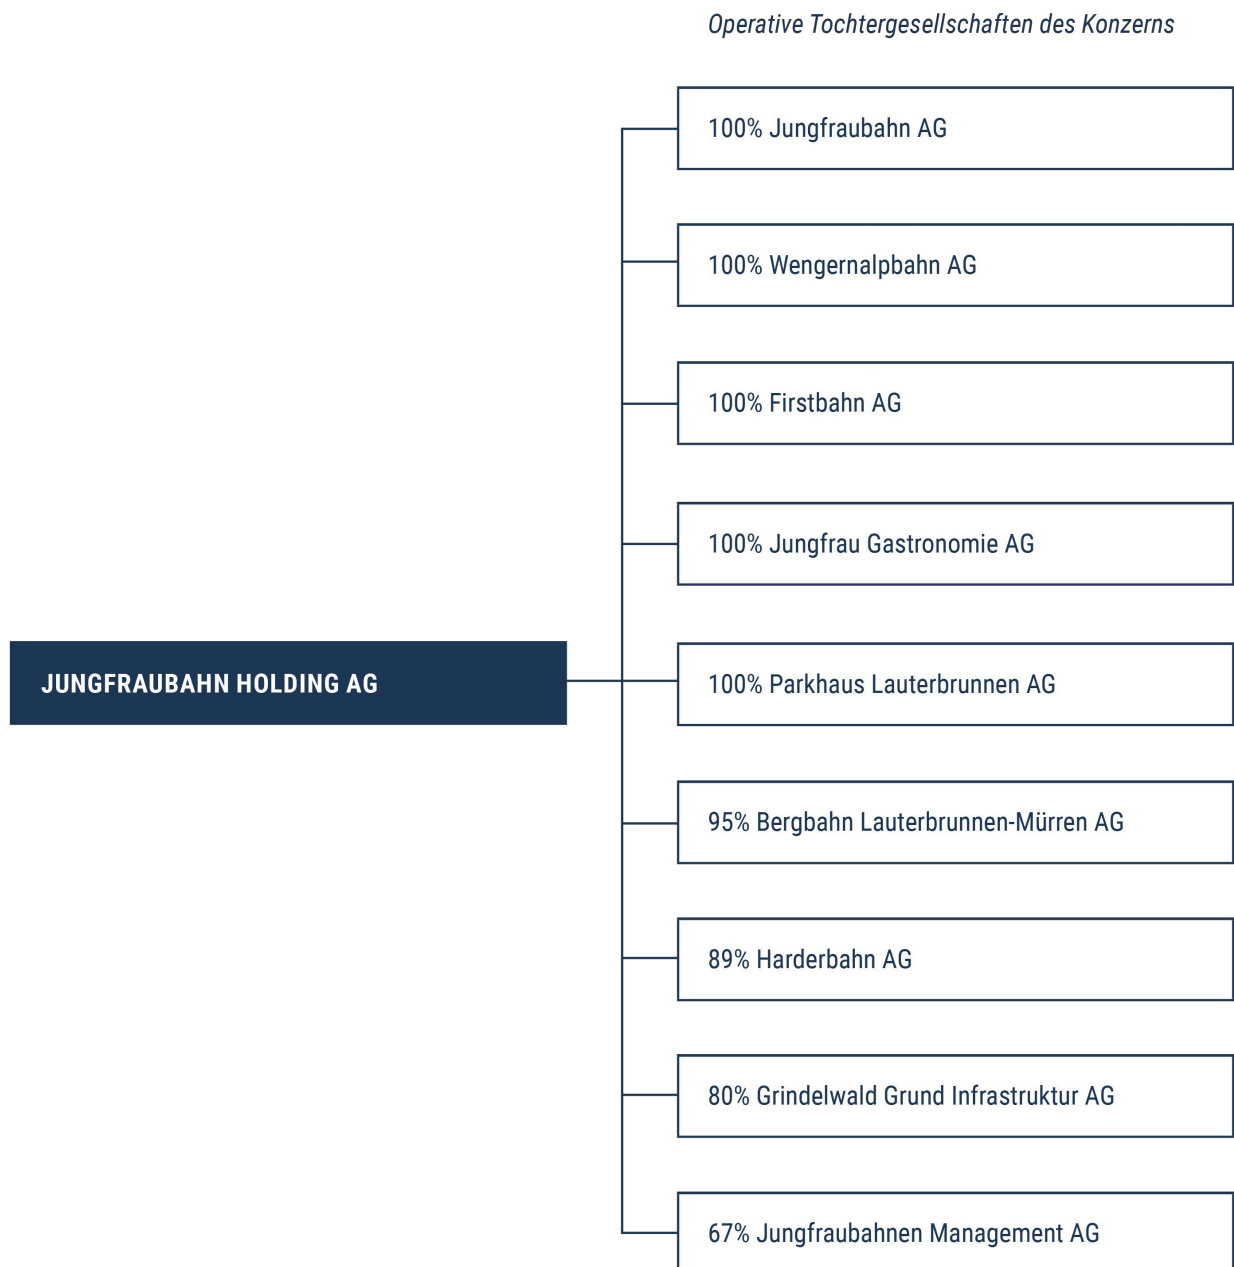 Operative Tochtergesellschaften des Konzerns
100% Jungfraubahn AG
100% Wengernalpbahn AG
100% Firstbahn AG
100% Jungfrau Gastronomie AG
JUNGFRAUBAHN HOLDING AG
100% Parkhaus Lauterbrunnen AG
95% Bergbahn Lauterbrunnen-Mürren AG
89% Harderbahn AG
80% Grindelwald Grund Infrastruktur AG
67% Jungfraubahnen Management AG